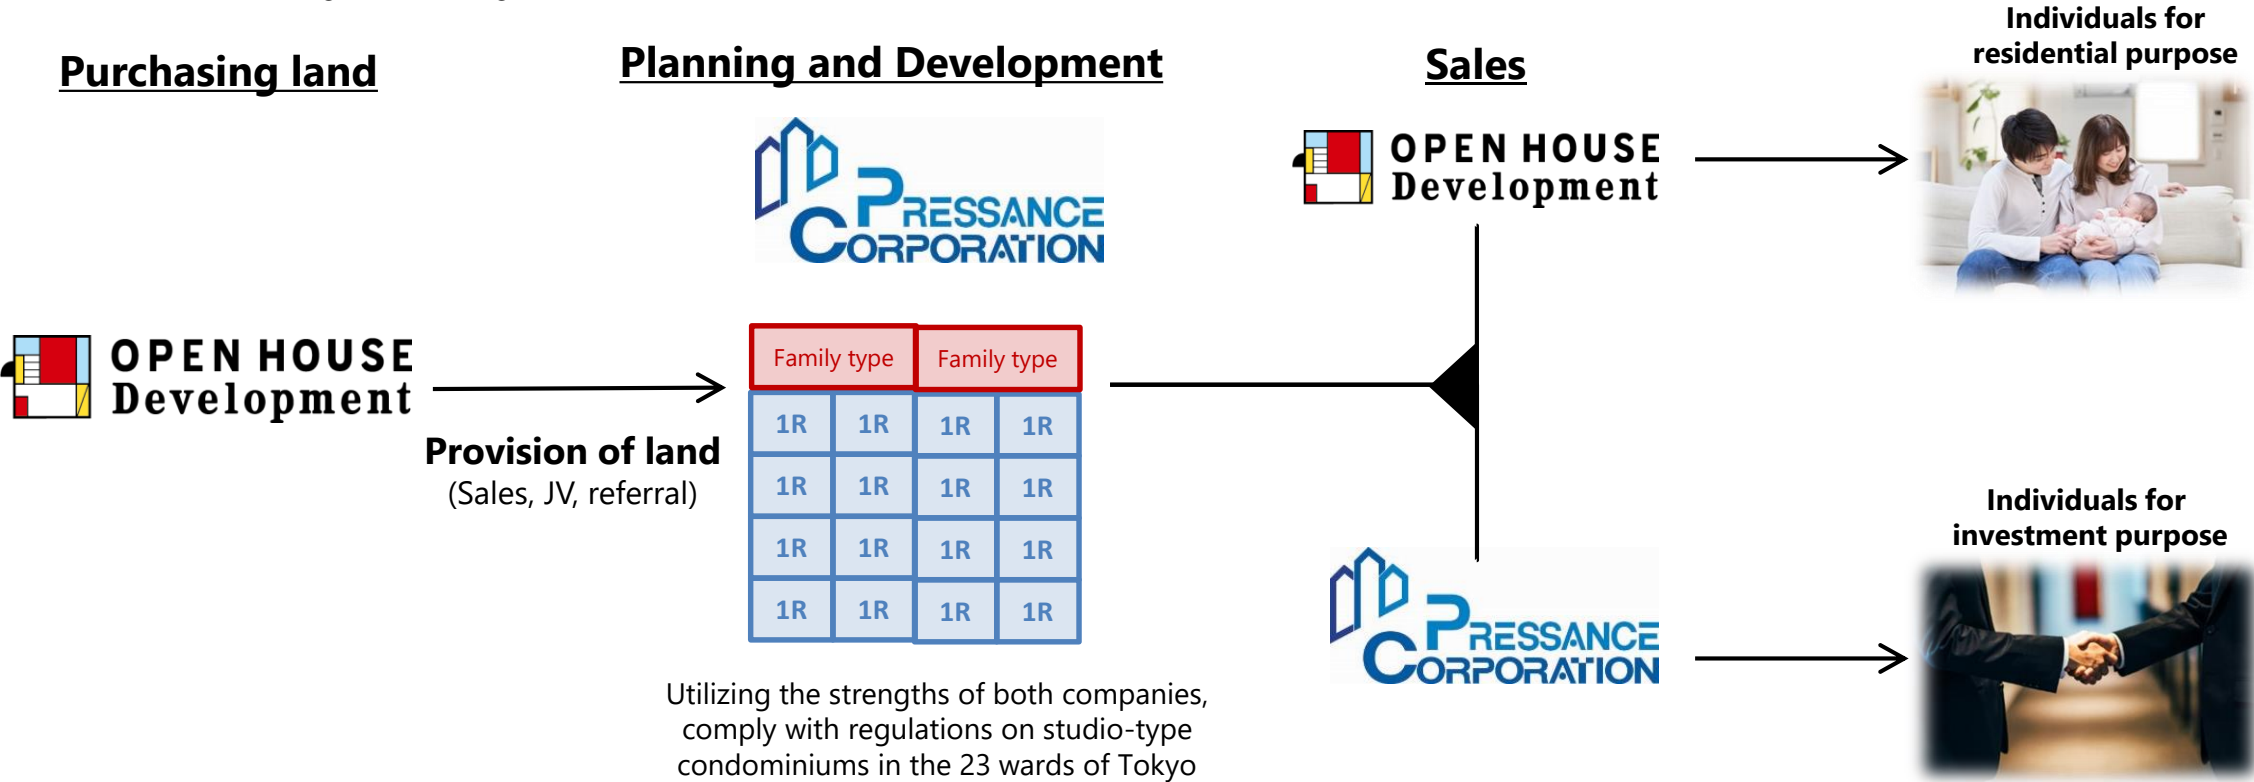 Purchasing land
Planning and Development
Sales
Individuals for
residential purpose
PRESSANCE
CORPORATION
OPEN HOUSE
Development
OPEN HOUSE
Development
Provision of land
(Sales, JV, referral)
Family type Family type
1R 1R 1R 1R
1R 1R 1R 1R
1R 1R 1R 1R
1R 1R 1R 1R
Utilizing the strengths of both companies,
comply with regulations on studio-type
condominiums in the 23 wards of Tokyo
PRESSANCE
CORPORATION
Individuals for
investment purpose